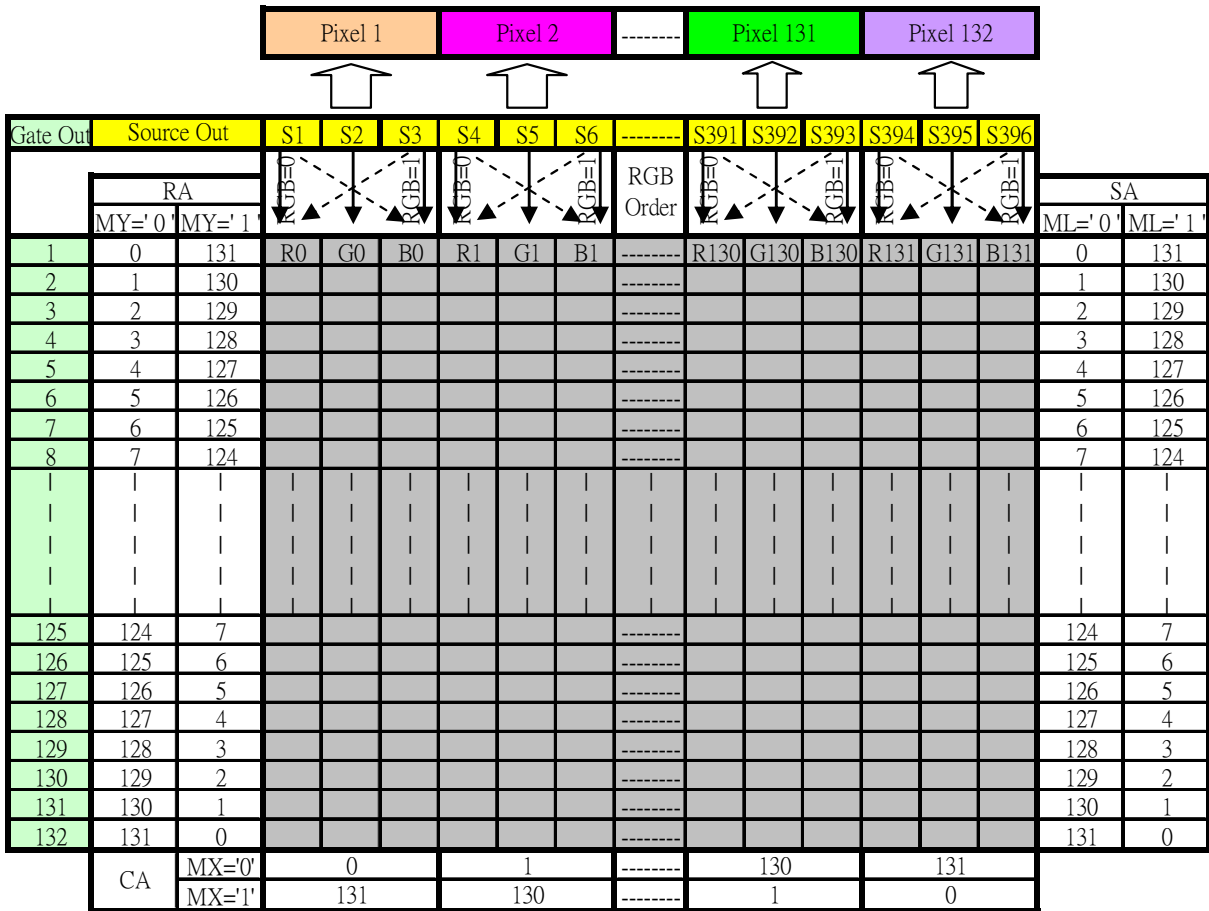 Pixel 1 Pixel 2 -------- Pixel 131 Pixel 132
Gate Out Source Out S1 S2 S3 S4 S5 S6 -------- S391 S392 S393 S394 S395 S396
RGB=0 RGB=1 RGB=0 RGB=1 RGB Order RGB=0 RGB=1 RGB=0 RGB=1
RA SA
MY=' 0 ' MY=' 1 ' ML=' 0 ' ML=' 1 '
1 0 131 R0 G0 B0 R1 G1 B1 -------- R130 G130 B130 R131 G131 B131 0 131
2 1 130 -------- 1 130
3 2 129 -------- 2 129
4 3 128 -------- 3 128
5 4 127 -------- 4 127
6 5 126 -------- 5 126
7 6 125 -------- 6 125
8 7 124 -------- 7 124
| | | | | | | | | | | | | | | | | |
| | | | | | | | | | | | | | | | | |
| | | | | | | | | | | | | | | | | |
| | | | | | | | | | | | | | | | | |
| | | | | | | | | | | | | | | | | |
125 124 7 -------- 124 7
126 125 6 -------- 125 6
127 126 5 -------- 126 5
128 127 4 -------- 127 4
129 128 3 -------- 128 3
130 129 2 -------- 129 2
131 130 1 -------- 130 1
132 131 0 -------- 131 0
CA MX='0' 0 1 -------- 130 131
MX='1' 131 130 -------- 1 0